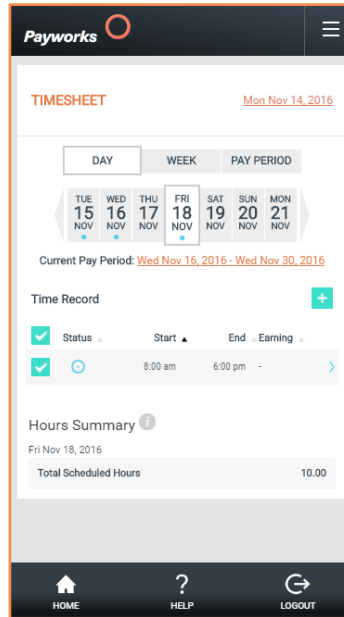 Payworks
TIMESHEET
Mon Nov 14, 2016
DAY WEEK PAY PERIOD
TUE WED THU FRI SAT SUN MON
15 16 17 18 19 20 21
NOV NOV NOV NOV NOV NOV NOV
Current Pay Period: Wed Nov 16, 2016 - Wed Nov 30, 2016
Time Record
+
Status Start End Earning
8:00 am 6:00 pm -
Hours Summary i
Fri Nov 18, 2016
Total Scheduled Hours 10.00
?
HOME HELP LOGOUT